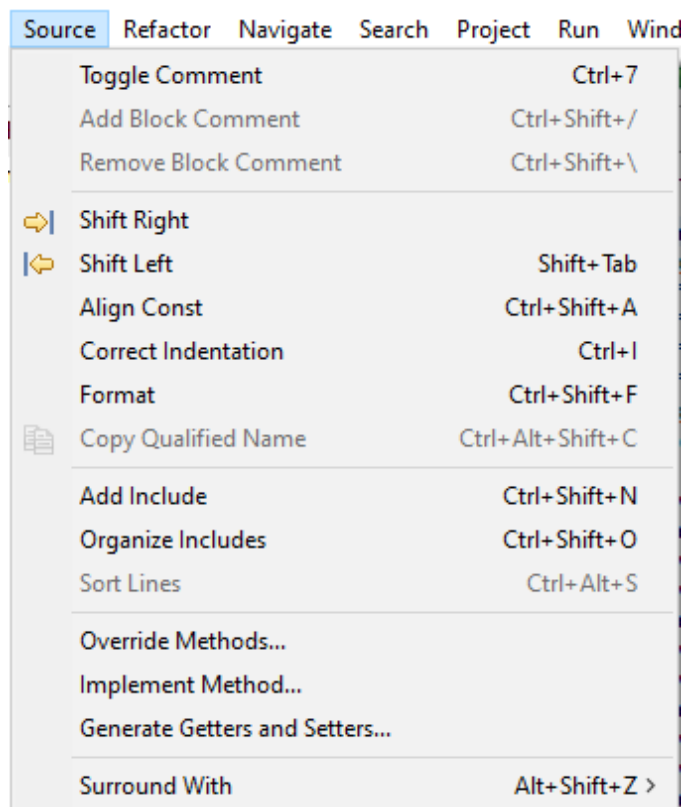 Source Refactor Navigate Search Project Run Wind
Toggle Comment Ctrl+7
Add Block Comment Ctrl+Shift+/
Remove Block Comment Ctrl+Shift+\
Shift Right
Shift Left Shift+Tab
Align Const Ctrl+Shift+A
Correct Indentation Ctrl+I
Format Ctrl+Shift+F
Copy Qualified Name Ctrl+Alt+Shift+C
Add Include Ctrl+Shift+N
Organize Includes Ctrl+Shift+O
Sort Lines Ctrl+Alt+S
Override Methods...
Implement Method...
Generate Getters and Setters...
Surround With Alt+Shift+Z >